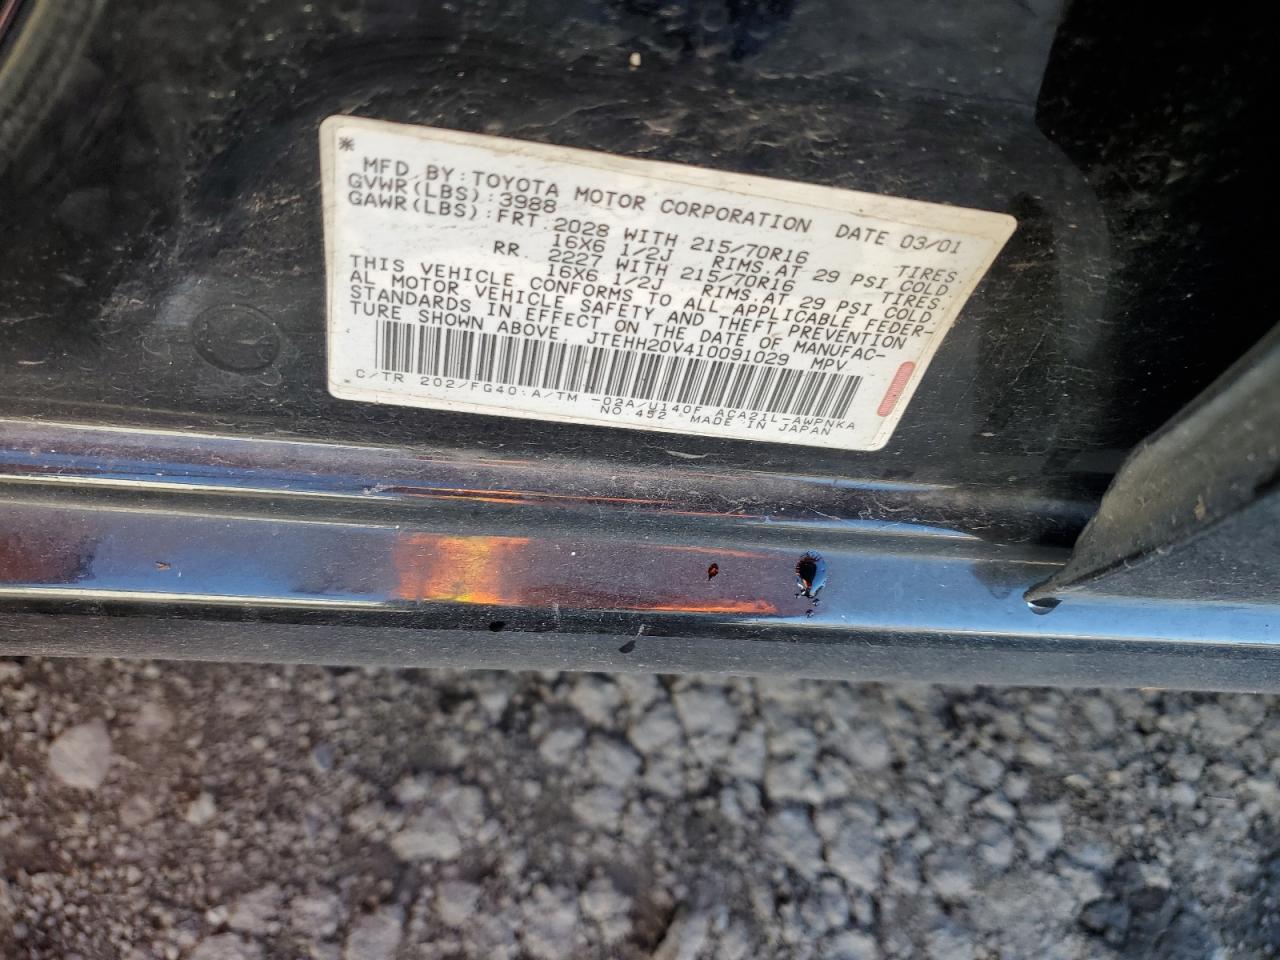 *
MFD. BY: TOYOTA MOTOR CORPORATION DATE 03/01
GVWR(LBS):3988
GAWR(LBS):FRT.2028 WITH 215/70R16 TIRES.
16X6 1/2J RIMS.AT 29 PSI COLD.
RR. 2227 WITH 215/70R16 TIRES.
16X6 1/2J RIMS.AT 29 PSI COLD.
THIS VEHICLE CONFORMS TO ALL APPLICABLE FEDER-
AL MOTOR VEHICLE SAFETY AND THEFT PREVENTION
STANDARDS IN EFFECT ON THE DATE OF MANUFAC-
TURE SHOWN ABOVE. JTEHH20V410091029 MPV
C/TR 202/FG40 A/TM -02A/U140F ACA21L-AWPNKA
NO.452 MADE IN JAPAN